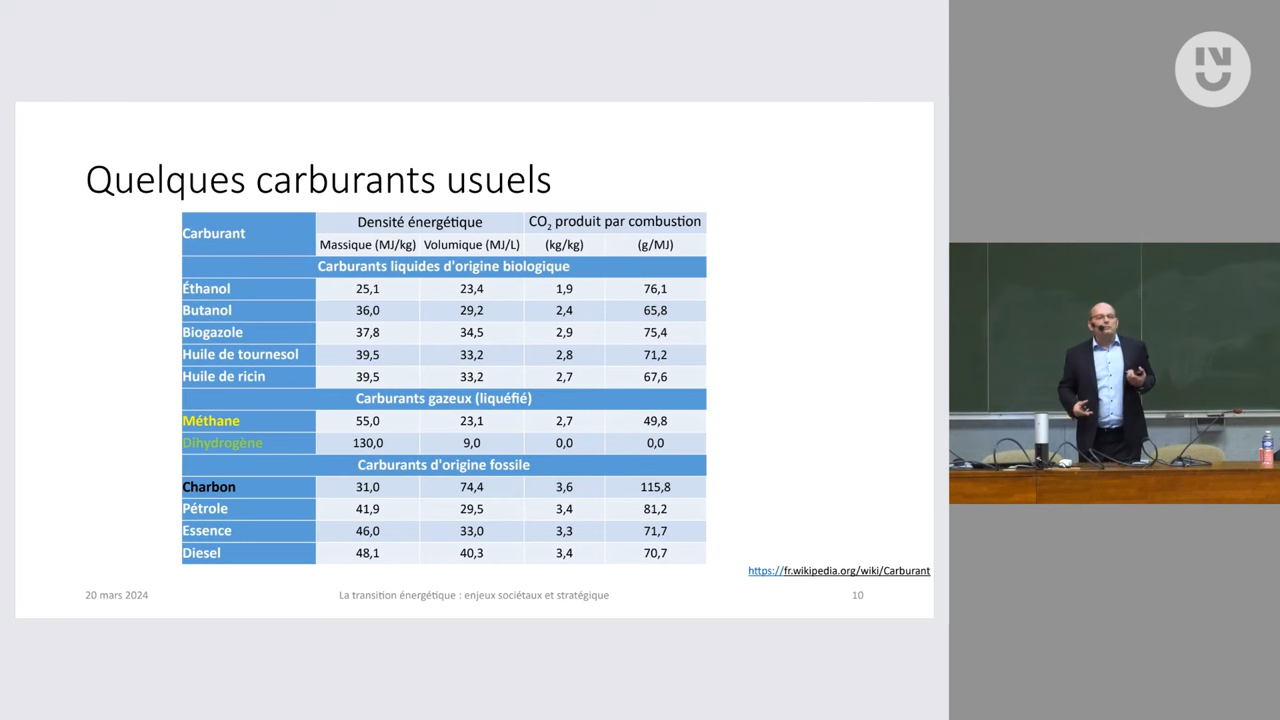 INU
Quelques carburants usuels
Carburant Densité énergétique CO2 produit par combustion
Massique (MJ/kg) Volumique (MJ/L) (kg/kg) (g/MJ)
Carburants liquides d'origine biologique
Éthanol 25,1 23,4 1,9 76,1
Butanol 36,0 29,2 2,4 65,8
Biogazole 37,8 34,5 2,9 75,4
Huile de tournesol 39,5 33,2 2,8 71,2
Huile de ricin 39,5 33,2 2,7 67,6
Carburants gazeux (liquéfié)
Méthane 55,0 23,1 2,7 49,8
Dihydrogène 130,0 9,0 0,0 0,0
Carburants d'origine fossile
Charbon 31,0 74,4 3,6 115,8
Pétrole 41,9 29,5 3,4 81,2
Essence 46,0 33,0 3,3 71,7
Diesel 48,1 40,3 3,4 70,7
https://fr.wikipedia.org/wiki/Carburant
20 mars 2024 La transition énergétique : enjeux sociétaux et stratégique 10